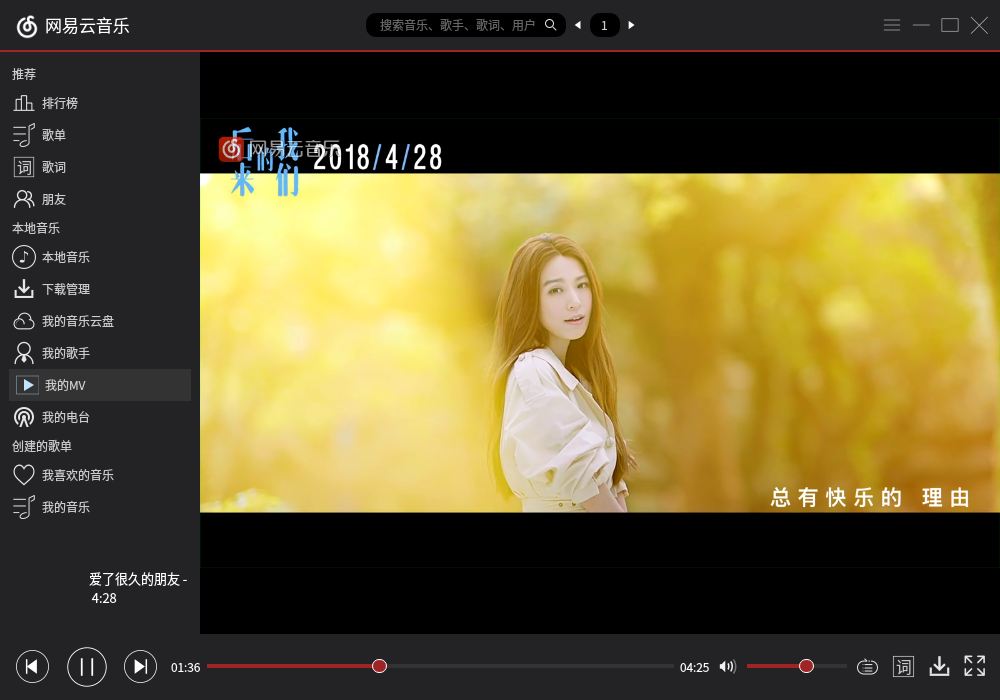 网易云音乐
搜索音乐、歌手、歌词、用户
1
推荐
排行榜
歌单
词 歌词
朋友
本地音乐
本地音乐
下载管理
我的音乐云盘
我的歌手
我的MV
我的电台
创建的歌单
我喜欢的音乐
我的音乐
爱了很久的朋友 -
4:28
网易云音乐
后来的我们
2018/4/28
总有快乐的 理由
01:36
04:25
词